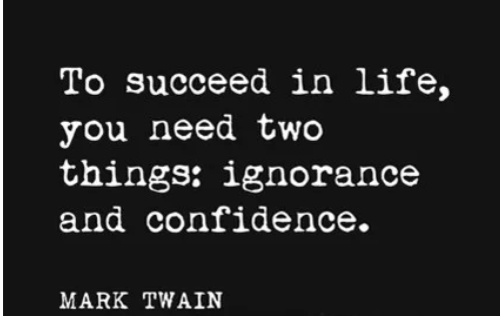 To succeed in life,
you need two
things: ignorance
and confidence.
MARK TWAIN